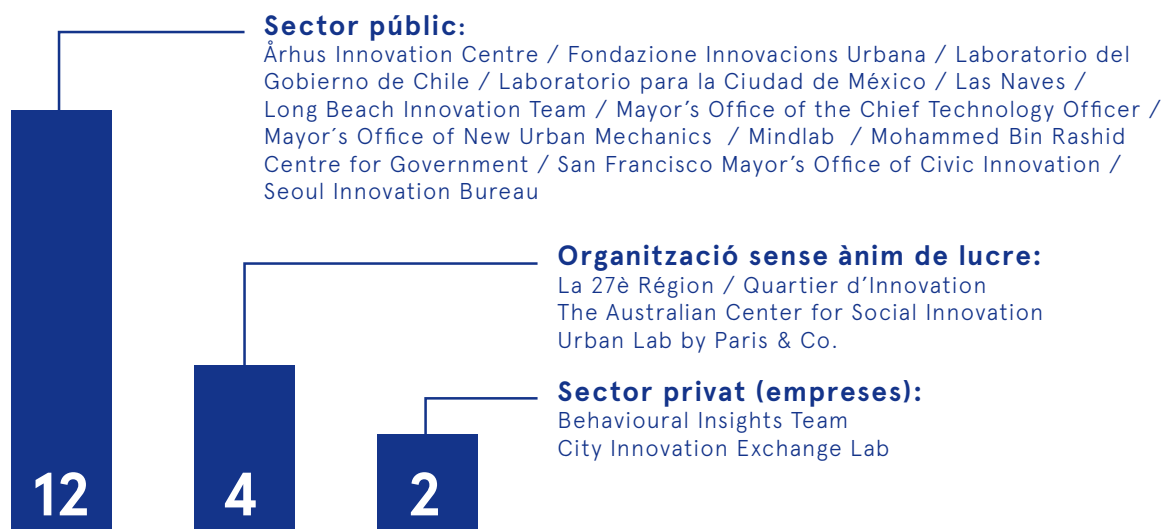 Sector públic:
Århus Innovation Centre / Fondazione Innovacions Urbana / Laboratorio del
Gobierno de Chile / Laboratorio para la Ciudad de México / Las Naves /
Long Beach Innovation Team / Mayor’s Office of the Chief Technology Officer /
Mayor´s Office of New Urban Mechanics / Mindlab / Mohammed Bin Rashid
Centre for Government / San Francisco Mayor’s Office of Civic Innovation /
Seoul Innovation Bureau
Organització sense ànim de lucre:
La 27è Région / Quartier d’Innovation
The Australian Center for Social Innovation
Urban Lab by Paris & Co.
Sector privat (empreses):
Behavioural Insights Team
City Innovation Exchange Lab
12
4
2